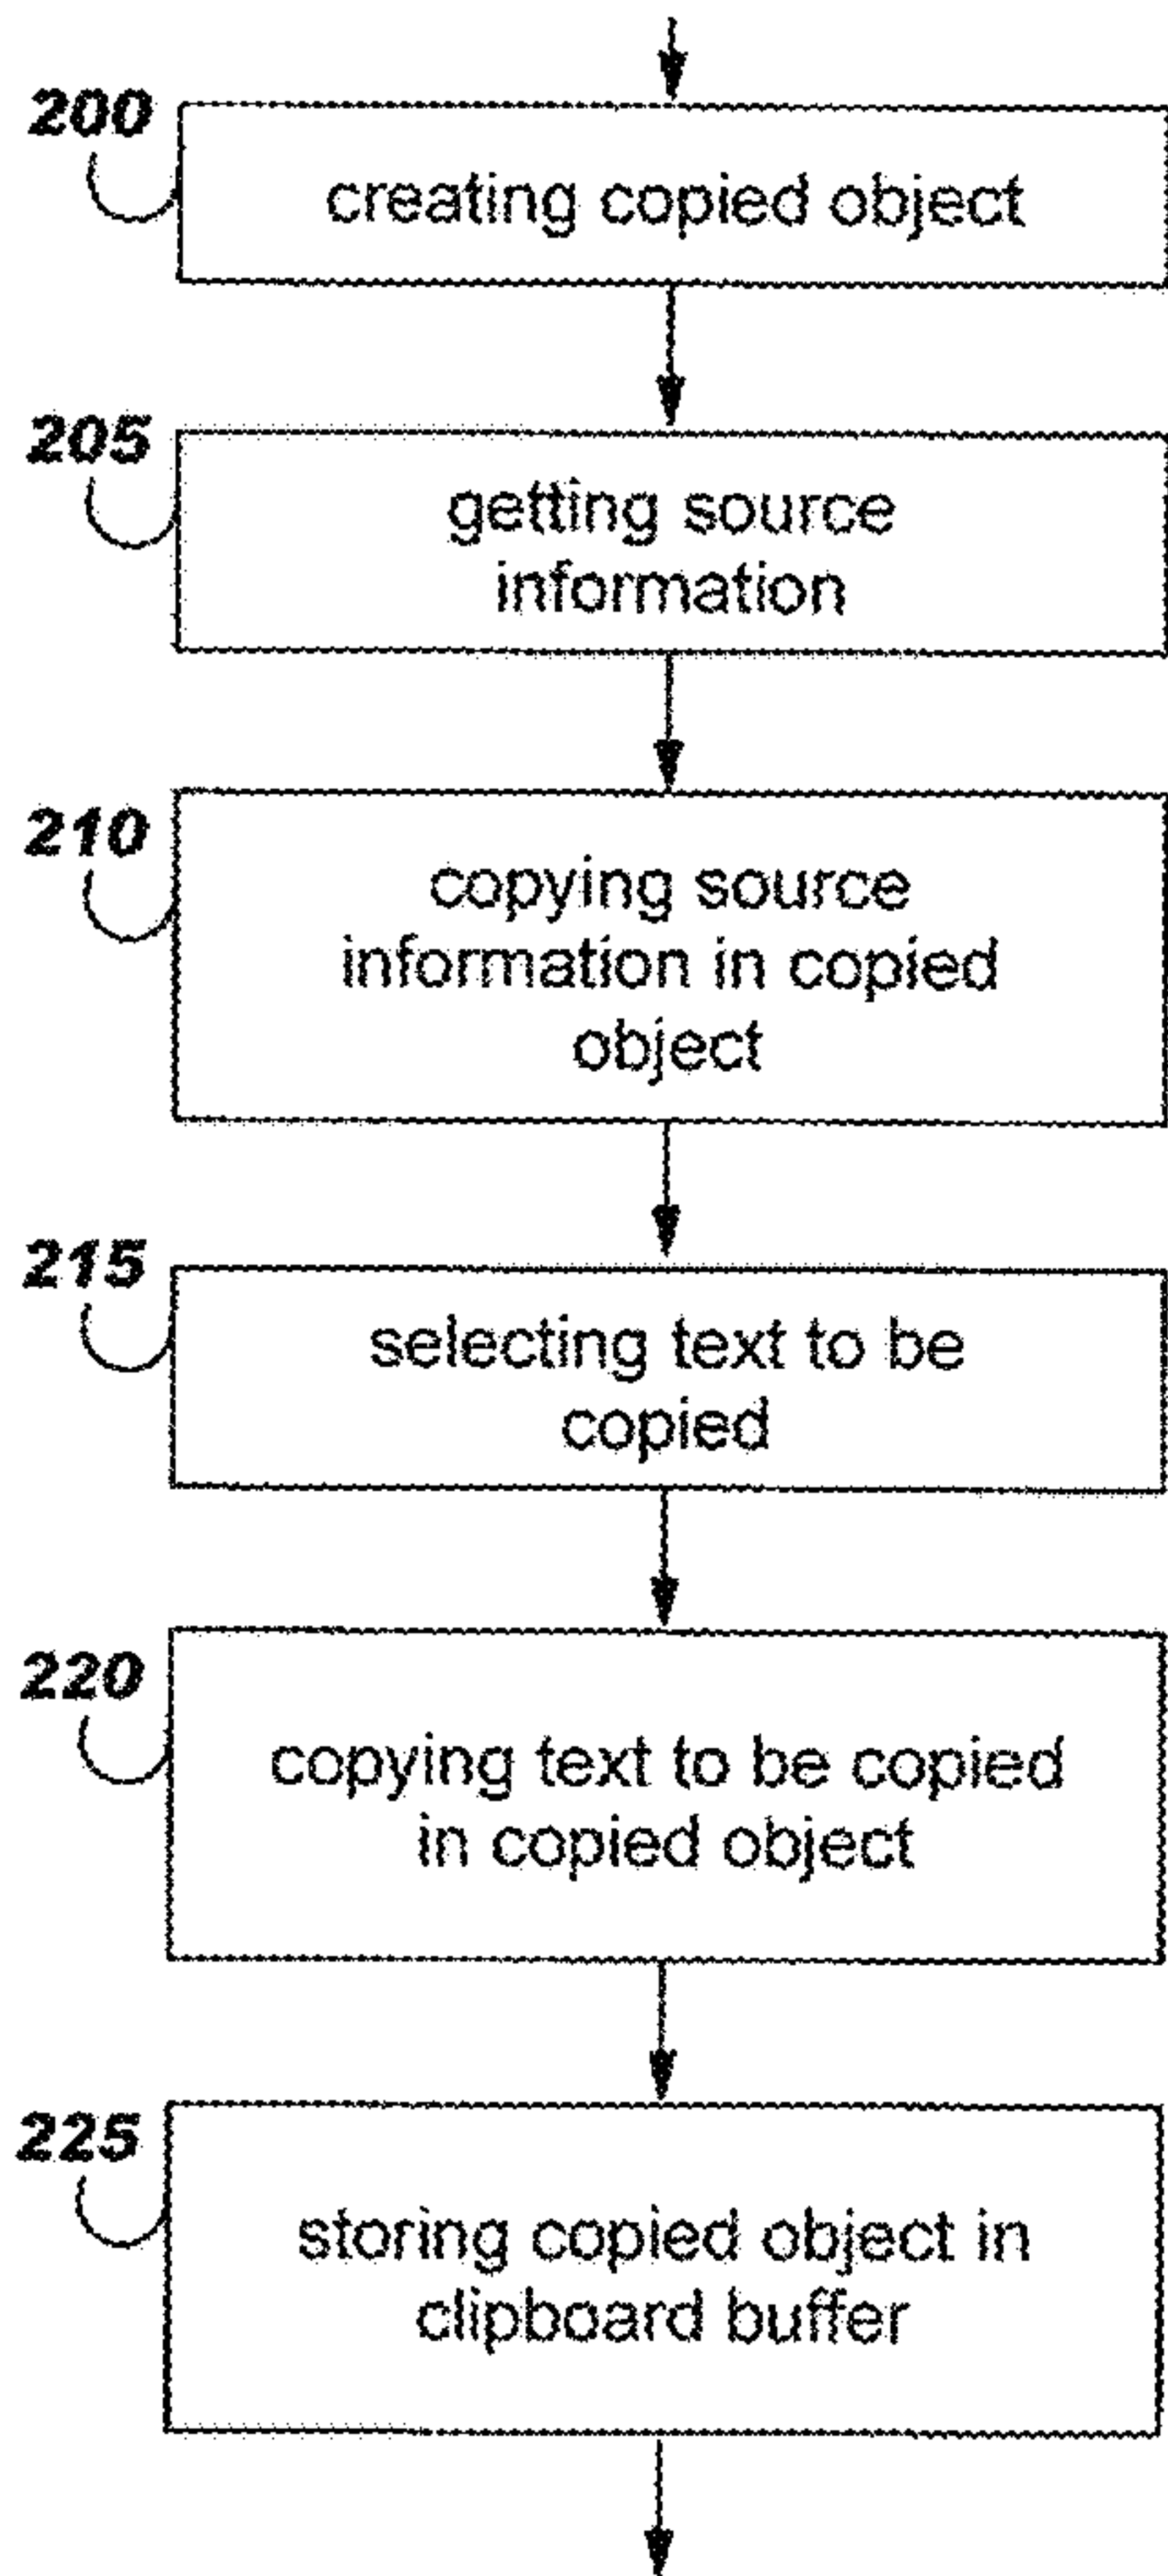 200
creating copied object
205
getting source
information
210
copying source
information in copied
object
215
selecting text to be
copied
220
copying text to be copied
in copied object
225
storing copied object in
clipboard buffer